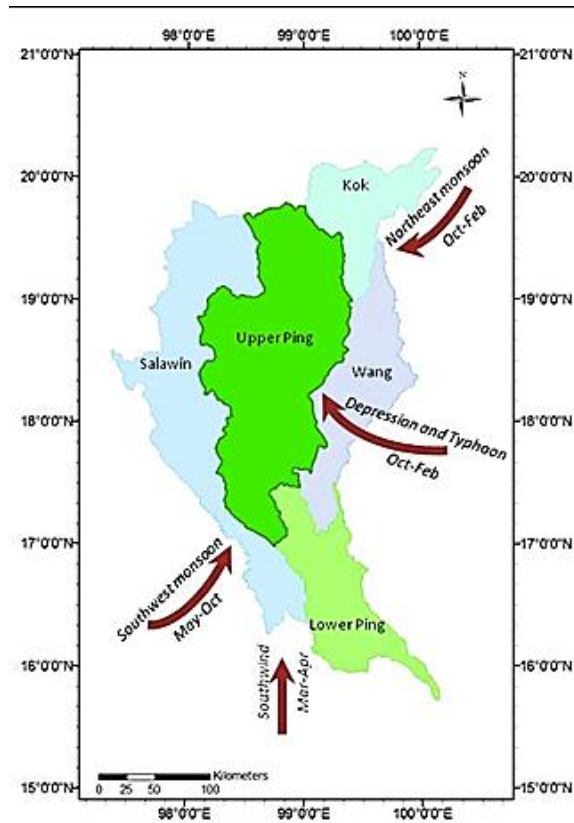 98°0'0"E 99°0'0"E 100°0'0"E
21°0'0"N 21°0'0"N
N
20°0'0"N 20°0'0"N
Kok
Northeast monsoon
Oct-Feb
19°0'0"N 19°0'0"N
Upper Ping
Salawin
Wang
Depression and Typhoon
Oct-Feb
18°0'0"N 18°0'0"N
17°0'0"N 17°0'0"N
Southwest monsoon
May-Oct
Lower Ping
16°0'0"N 16°0'0"N
Southwind
Mar-Apr
Kilometers
0 25 50 100
15°0'0"N 15°0'0"N
98°0'0"E 99°0'0"E 100°0'0"E